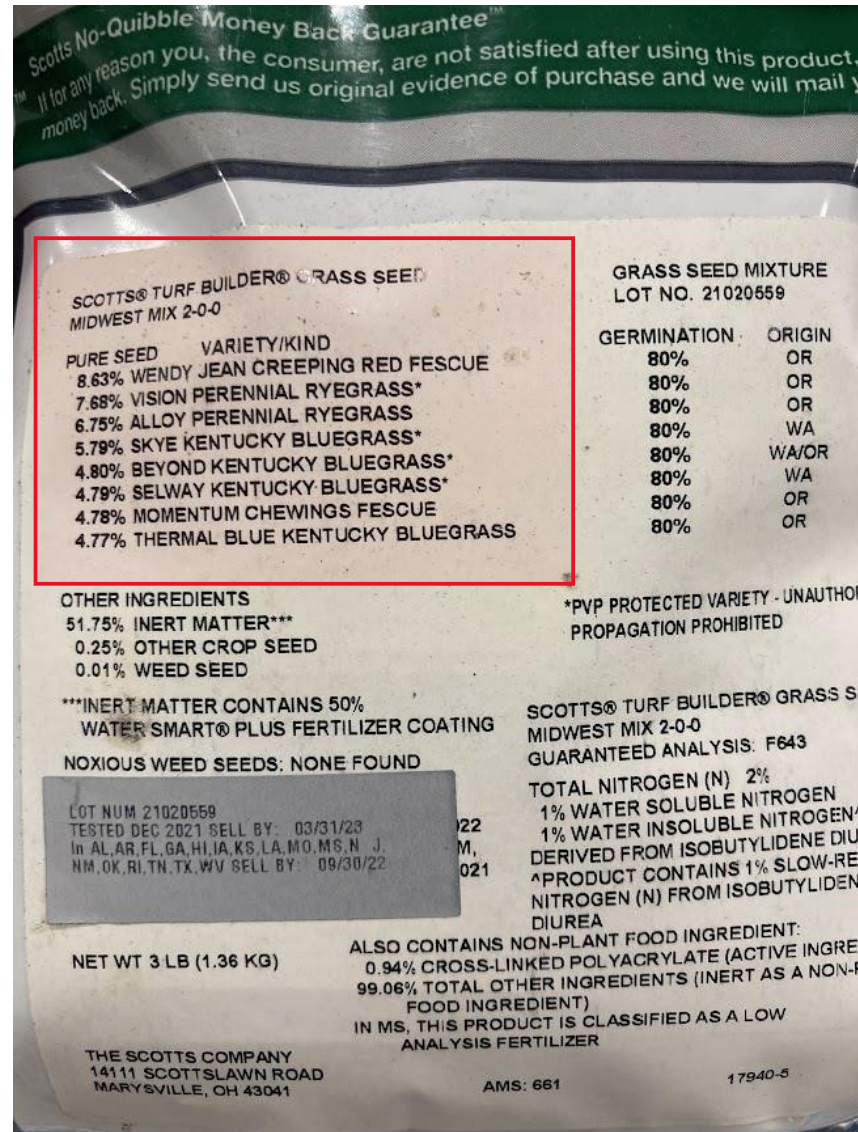 Scotts No-Quibble Money Back Guarantee™
If for any reason you, the consumer, are not satisfied after using this product,
money back. Simply send us original evidence of purchase and we will mail
™
SCOTTS® TURF BUILDER® GRASS SEED
MIDWEST MIX 2-0-0
PURE SEED VARIETY/KIND
8.63% WENDY JEAN CREEPING RED FESCUE
7.68% VISION PERENNIAL RYEGRASS*
6.75% ALLOY PERENNIAL RYEGRASS
5.79% SKYE KENTUCKY BLUEGRASS*
4.80% BEYOND KENTUCKY BLUEGRASS*
4.79% SELWAY KENTUCKY BLUEGRASS*
4.78% MOMENTUM CHEWINGS FESCUE
4.77% THERMAL BLUE KENTUCKY BLUEGRASS
GRASS SEED MIXTURE
LOT NO. 21020559
GERMINATION ORIGIN
80% OR
80% OR
80% OR
80% WA
80% WA/OR
80% WA
80% OR
80% OR
OTHER INGREDIENTS
51.75% INERT MATTER***
0.25% OTHER CROP SEED
0.01% WEED SEED
*PVP PROTECTED VARIETY - UNAUTHO
PROPAGATION PROHIBITED
***INERT MATTER CONTAINS 50%
WATER SMART® PLUS FERTILIZER COATING
NOXIOUS WEED SEEDS: NONE FOUND
LOT NUM 21020559
TESTED DEC 2021 SELL BY: 03/31/23
In AL,AR,FL,GA,HI,IA,KS,LA,MO,MS,N J,
NM,OK,RI,TN,TX,WV SELL BY: 09/30/22
22
M,
021
SCOTTS® TURF BUILDER® GRASS S
MIDWEST MIX 2-0-0
GUARANTEED ANALYSIS: F643
TOTAL NITROGEN (N) 2%
1% WATER SOLUBLE NITROGEN
1% WATER INSOLUBLE NITROGEN^
DERIVED FROM ISOBUTYLIDENE DIU
^PRODUCT CONTAINS 1% SLOW-RE
NITROGEN (N) FROM ISOBUTYLIDEN
DIUREA
ALSO CONTAINS NON-PLANT FOOD INGREDIENT:
0.94% CROSS-LINKED POLYACRYLATE (ACTIVE INGRE
99.06% TOTAL OTHER INGREDIENTS (INERT AS A NON-
FOOD INGREDIENT)
IN MS, THIS PRODUCT IS CLASSIFIED AS A LOW
ANALYSIS FERTILIZER
NET WT 3 LB (1.36 KG)
THE SCOTTS COMPANY
14111 SCOTTSLAWN ROAD
MARYSVILLE, OH 43041
AMS: 661
17940-5